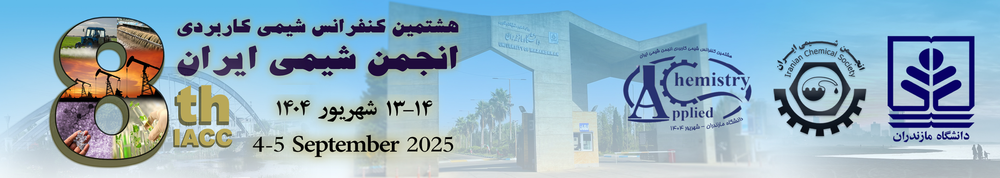 هشتمین کنفرانس شیمی کاربردی
انجمن شیمی ایران
۱۳-۱۴ شهریور ۱۴۰۴
4-5 September 2025
8th
IACC
دانشگاه مازندران
UNIVERSITY OF MAZANDARAN
هشتمین کنفرانس شیمی کاربردی انجمن شیمی ایران
Applied Chemistry
دانشگاه مازندران - شهریور ۱۴۰۴
انجمن شیمی ایران
Iranian Chemical Society
دانشگاه مازندران